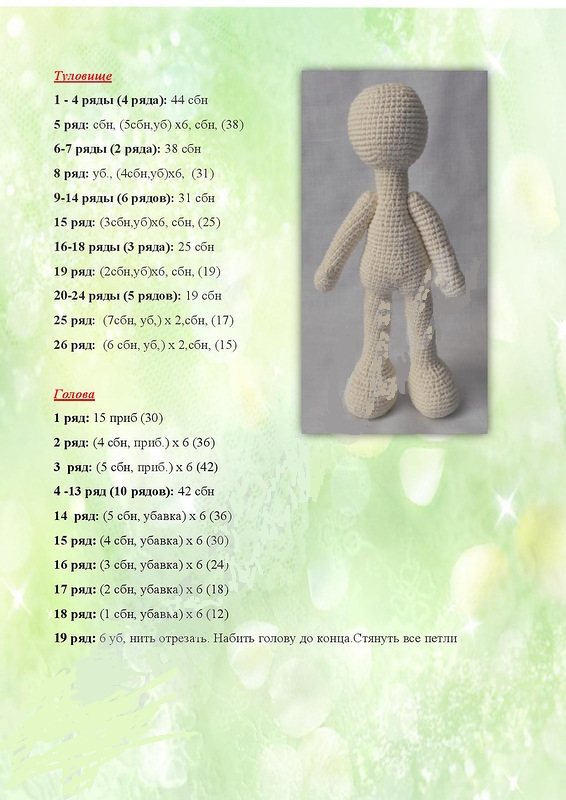 Туловище
1 - 4 ряды (4 ряда): 44 сбн
5 ряд: сбн, (5сбн,уб) х6, сбн, (38)
6-7 ряды (2 ряда): 38 сбн
8 ряд: уб., (4сбн,уб)х6, (31)
9-14 ряды (6 рядов): 31 сбн
15 ряд: (3сбн,уб)х6, сбн, (25)
16-18 ряды (3 ряда): 25 сбн
19 ряд: (2сбн,уб)х6, сбн, (19)
20-24 ряды (5 рядов): 19 сбн
25 ряд: (7сбн, уб,) х 2,сбн, (17)
26 ряд: (6 сбн, уб,) х 2,сбн, (15)
Голова
1 ряд: 15 приб (30)
2 ряд: (4 сбн, приб.) х 6 (36)
3 ряд: (5 сбн, приб.) х 6 (42)
4 -13 ряд (10 рядов): 42 сбн
14 ряд: (5 сбн, убавка) х 6 (36)
15 ряд: (4 сбн, убавка) х 6 (30)
16 ряд: (3 сбн, убавка) х 6 (24)
17 ряд: (2 сбн, убавка) х 6 (18)
18 ряд: (1 сбн, убавка) х 6 (12)
19 ряд: 6 уб, нить отрезать. Набить голову до конца.Стянуть все петли